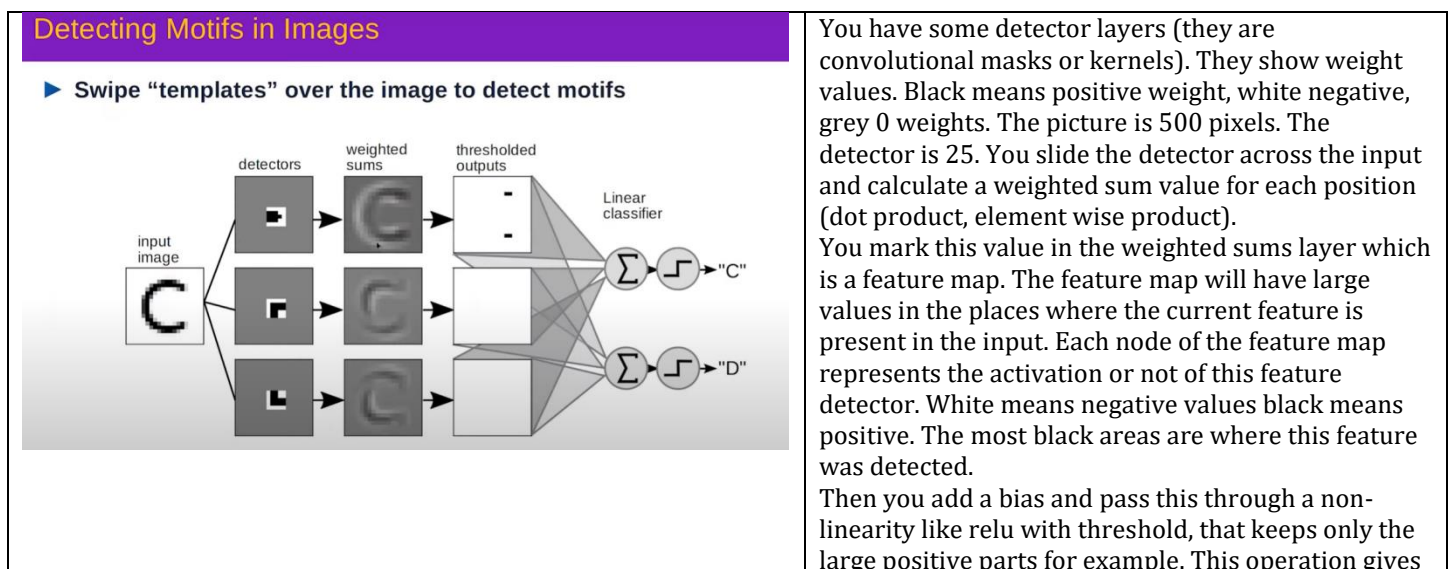 Detecting Motifs in Images
► Swipe “templates” over the image to detect motifs
detectors
weighted
sums
thresholded
outputs
Linear
classifier
input
image
C
Σ
"C"
Σ
"D"
You have some detector layers (they are
convolutional masks or kernels). They show weight
values. Black means positive weight, white negative,
grey 0 weights. The picture is 500 pixels. The
detector is 25. You slide the detector across the input
and calculate a weighted sum value for each position
(dot product, element wise product).
You mark this value in the weighted sums layer which
is a feature map. The feature map will have large
values in the places where the current feature is
present in the input. Each node of the feature map
represents the activation or not of this feature
detector. White means negative values black means
positive. The most black areas are where this feature
was detected.
Then you add a bias and pass this through a non-
linearity like relu with threshold, that keeps only the
large positive parts for example. This operation gives